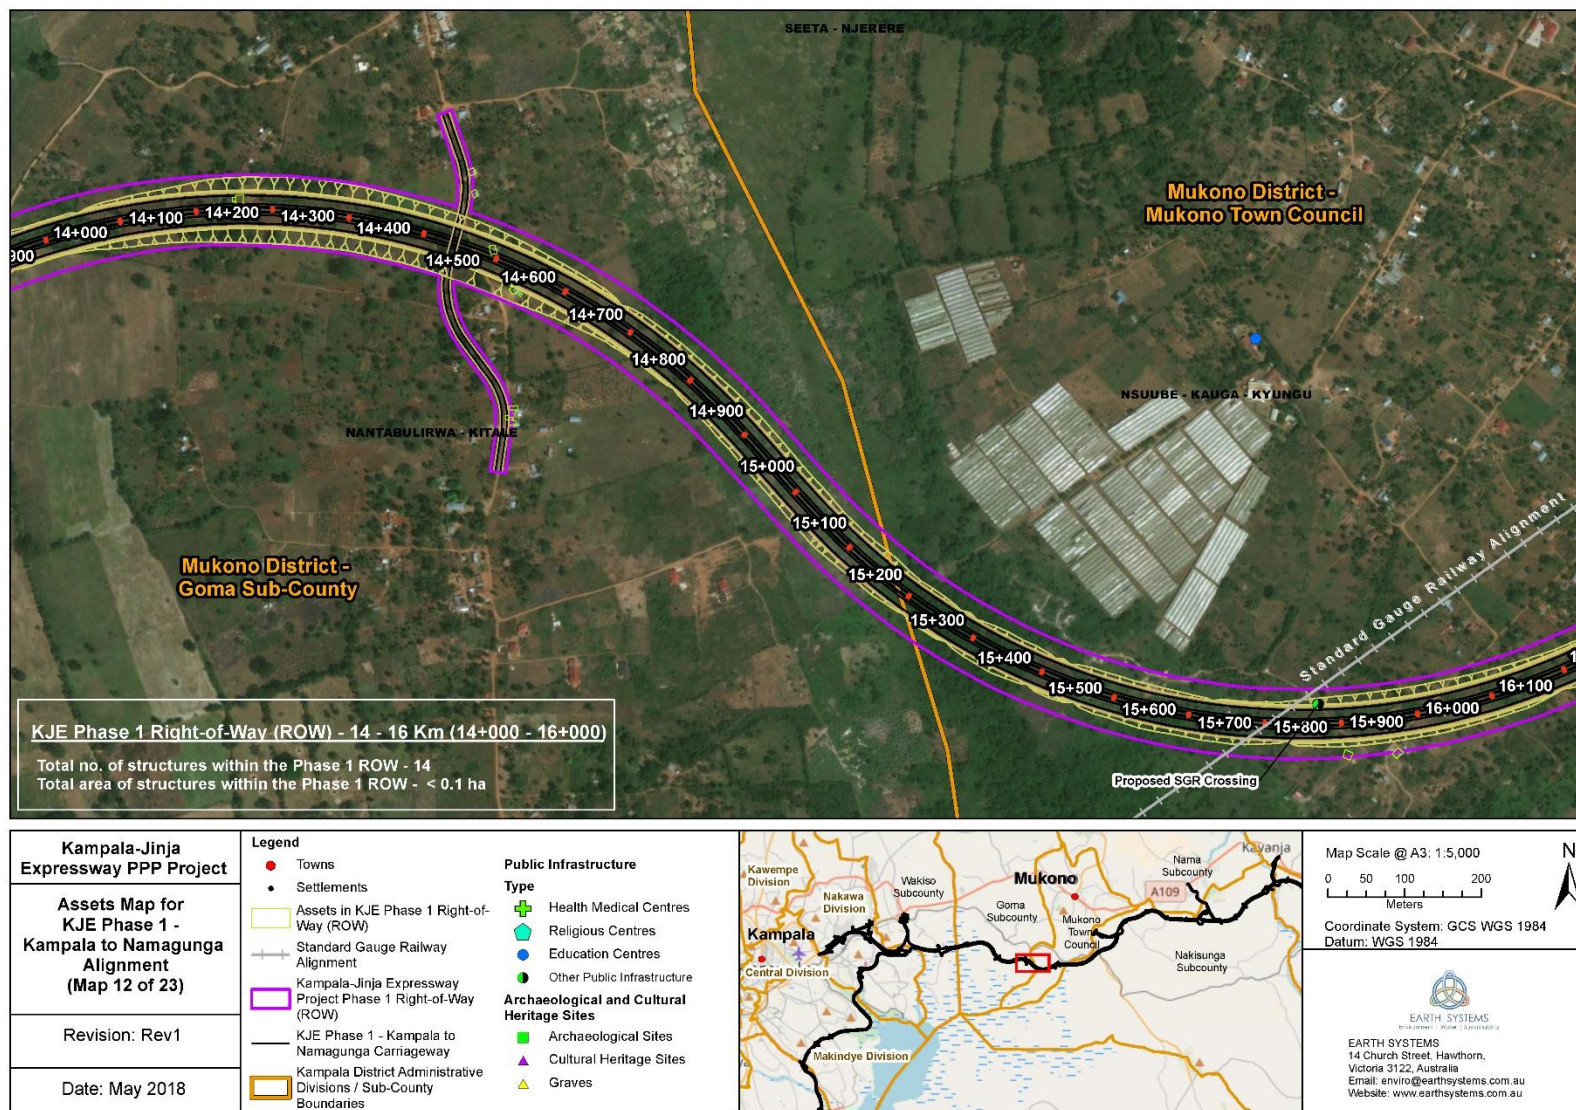 SEETA - NJERERE
Mukono District -
Mukono Town Council
900
14+000
14+100
14+200
14+300
14+400
14+500
14+600
14+700
14+800
14+900
15+000
15+100
15+200
15+300
15+400
15+500
15+600
15+700
15+800
15+900
16+000
16+100
1
NSUUBE - KAUGA - KYUNGU
NANTABULIRWA - KITALE
Mukono District -
Goma Sub-County
Standard Gauge Railway Alignment
Proposed SGR Crossing
KJE Phase 1 Right-of-Way (ROW) - 14 - 16 Km (14+000 - 16+000)
Total no. of structures within the Phase 1 ROW - 14
Total area of structures within the Phase 1 ROW - < 0.1 ha
Kampala-Jinja
Expressway PPP Project
Assets Map for
KJE Phase 1 -
Kampala to Namagunga
Alignment
(Map 12 of 23)
Revision: Rev1
Date: May 2018
Legend
Towns
Settlements
Assets in KJE Phase 1 Right-of-
Way (ROW)
Standard Gauge Railway
Alignment
Kampala-Jinja Expressway
Project Phase 1 Right-of-Way
(ROW)
KJE Phase 1 - Kampala to
Namagunga Carriageway
Kampala District Administrative
Divisions / Sub-County
Boundaries
Public Infrastructure
Type
Health Medical Centres
Religious Centres
Education Centres
Other Public Infrastructure
Archaeological and Cultural
Heritage Sites
Archaeological Sites
Cultural Heritage Sites
Graves
Kawempe
Division
Nakawa
Division
Wakiso
Subcounty
Kampala
Central Division
Makindye Division
Goma
Subcounty
Mukono
Mukono
Town
Council
Nama
Subcounty
Kavanja
A109
Nakisunga
Subcounty
Map Scale @ A3: 1:5,000
0 50 100 200
Meters
N
Coordinate System: GCS WGS 1984
Datum: WGS 1984
EARTH SYSTEMS
Environment | Water | Sustainability
EARTH SYSTEMS
14 Church Street, Hawthorn,
Victoria 3122, Australia
Email: enviro@earthsystems.com.au
Website: www.earthsystems.com.au